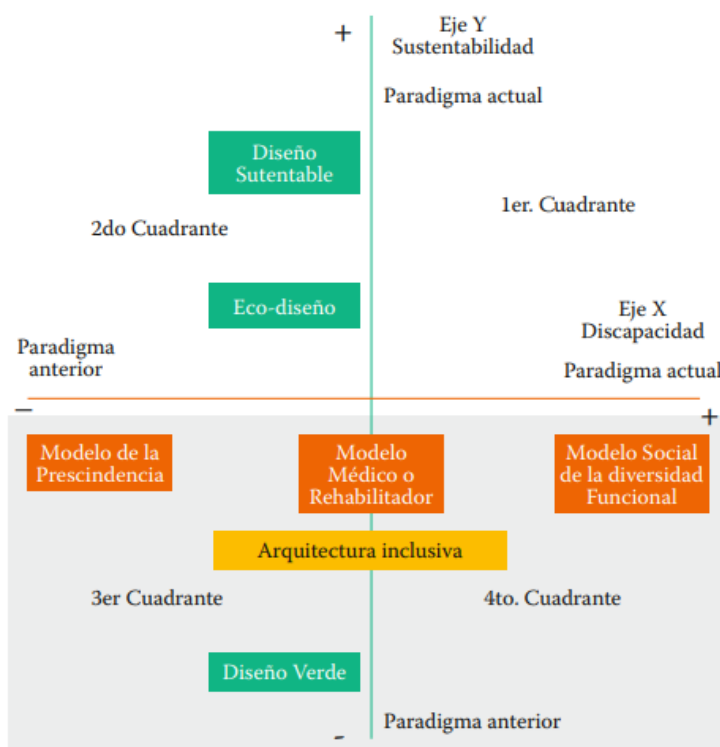 +
Eje Y
Sustentabilidad
Paradigma actual
Diseño
Sutentable
1er. Cuadrante
2do Cuadrante
Eco-diseño
Eje X
Discapacidad
Paradigma
anterior
Paradigma actual
−
+
Modelo de la
Prescindencia
Modelo
Médico o
Rehabilitador
Modelo Social
de la diversidad
Funcional
Arquitectura inclusiva
3er Cuadrante
4to. Cuadrante
Diseño Verde
Paradigma anterior
-